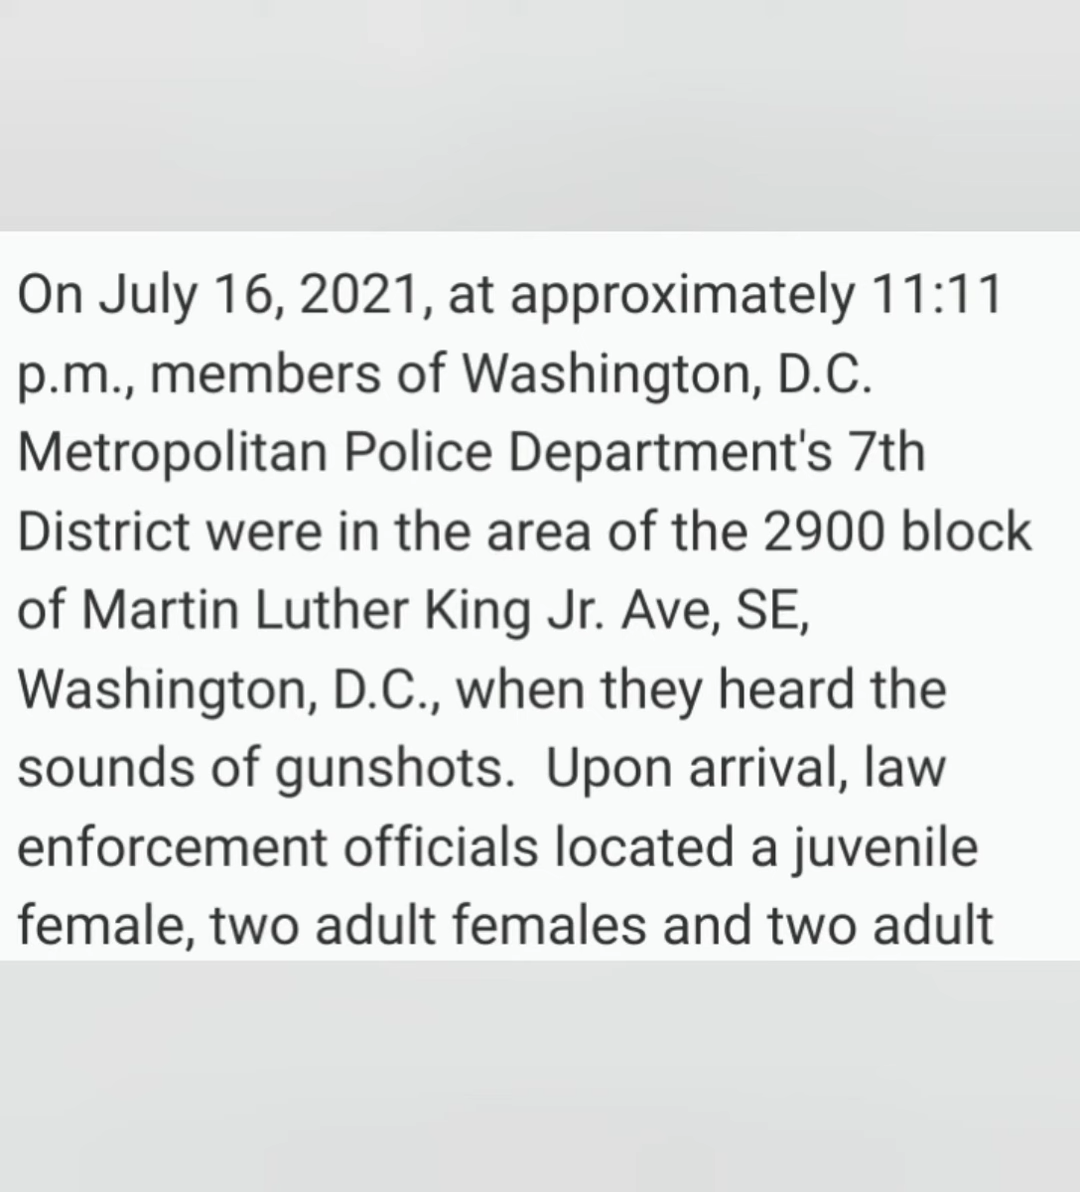 On July 16, 2021, at approximately 11:11
p.m., members of Washington, D.C.
Metropolitan Police Department's 7th
District were in the area of the 2900 block
of Martin Luther King Jr. Ave, SE,
Washington, D.C., when they heard the
sounds of gunshots.  Upon arrival, law
enforcement officials located a juvenile
female, two adult females and two adult